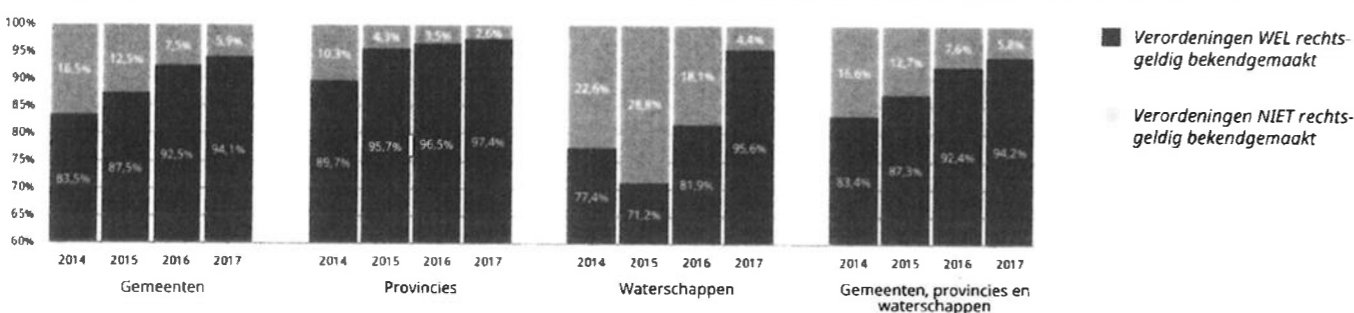 100%
95%
90%
85%
80%
75%
70%
65%
60%
16,5% 12,5% 7,5% 5,9%
83,5% 87,5% 92,5% 94,1%
2014 2015 2016 2017
Gemeenten
10,3% 4,3% 3,5% 2,6%
89,7% 95,7% 96,5% 97,4%
2014 2015 2016 2017
Provincies
22,6% 28,8% 18,1% 4,4%
77,4% 71,2% 81,9% 95,6%
2014 2015 2016 2017
Waterschappen
16,6% 12,7% 7,6% 5,8%
83,4% 87,3% 92,4% 94,2%
2014 2015 2016 2017
Gemeenten, provincies en
waterschappen
Verordeningen WEL rechts-
geldig bekendgemaakt
Verordeningen NIET rechts-
geldig bekendgemaakt